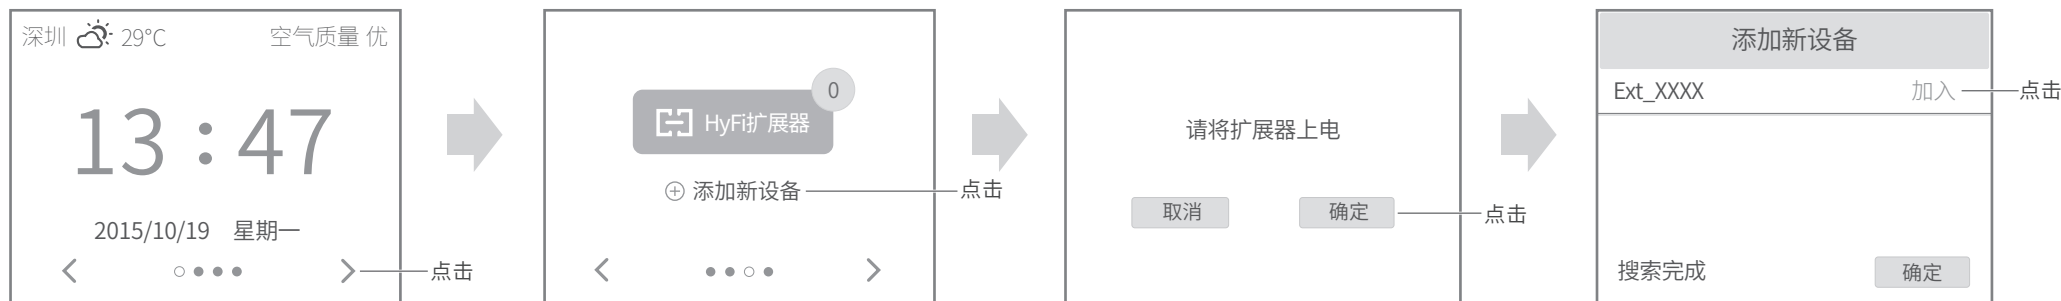 深圳 29°C 空气质量 优
13:47
2015/10/19 星期一
点击
0
HyFi扩展器
添加新设备
点击
请将扩展器上电
取消 确定
点击
添加新设备
Ext_XXXX 加入
点击
搜索完成 确定